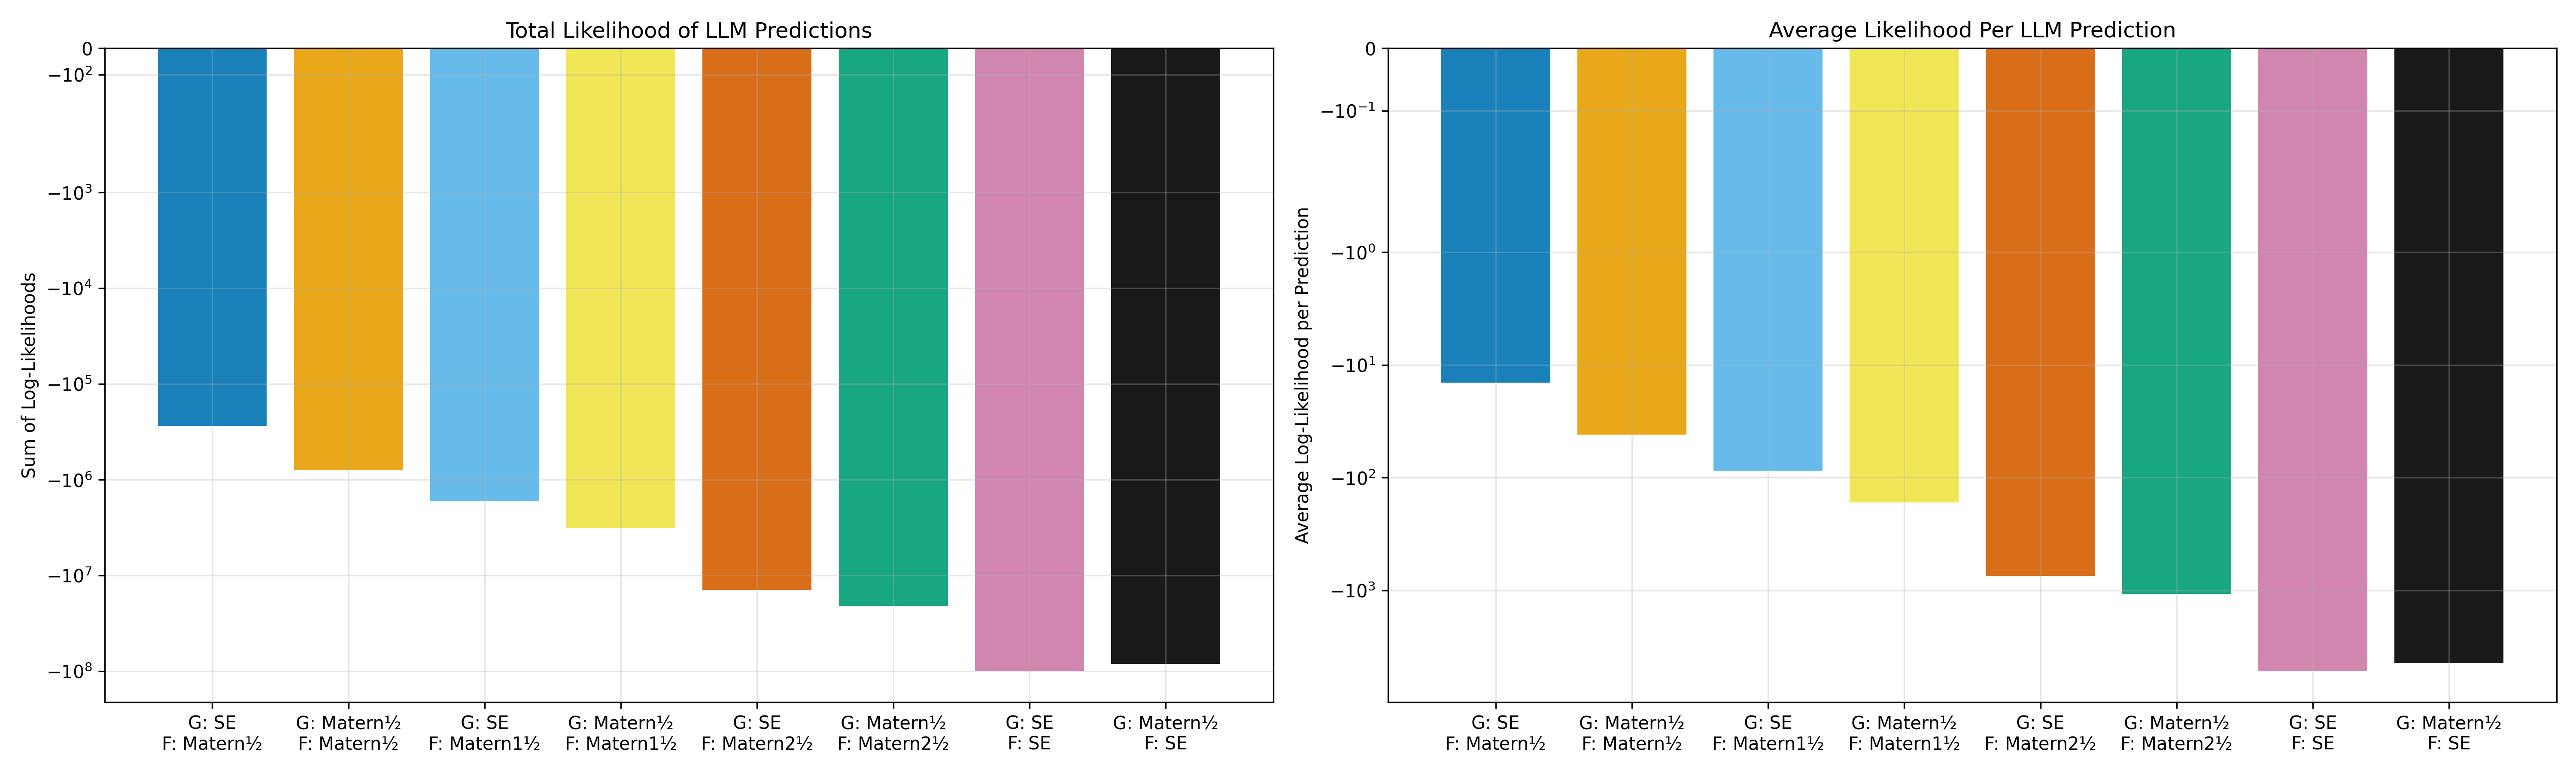 Total Likelihood of LLM Predictions
Sum of Log-Likelihoods
0
−10²
−10³
−10⁴
−10⁵
−10⁶
−10⁷
−10⁸
G: SE
F: Matern½
G: Matern½
F: Matern½
G: SE
F: Matern1½
G: Matern½
F: Matern1½
G: SE
F: Matern2½
G: Matern½
F: Matern2½
G: SE
F: SE
G: Matern½
F: SE
Average Likelihood Per LLM Prediction
Average Log-Likelihood per Prediction
0
−10⁻¹
−10⁰
−10¹
−10²
−10³
G: SE
F: Matern½
G: Matern½
F: Matern½
G: SE
F: Matern1½
G: Matern½
F: Matern1½
G: SE
F: Matern2½
G: Matern½
F: Matern2½
G: SE
F: SE
G: Matern½
F: SE